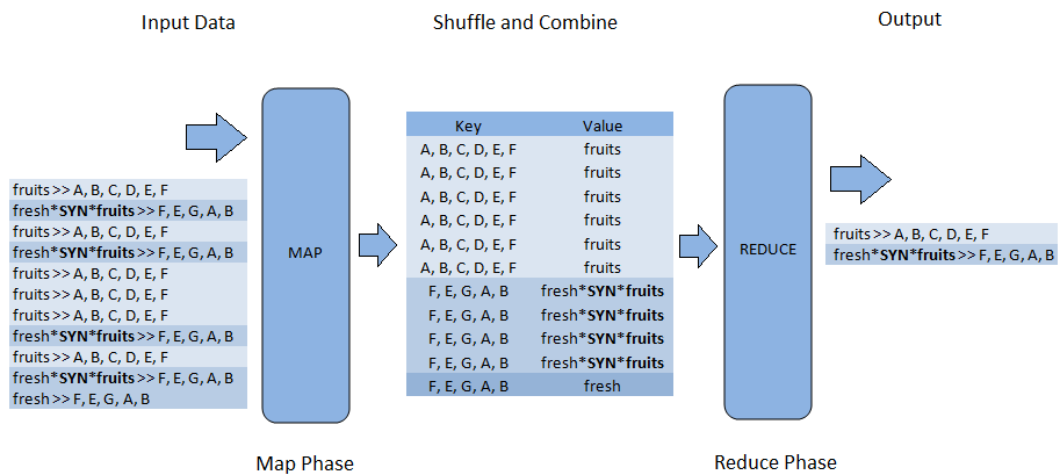 Input Data
Shuffle and Combine
Output
fruits>> A, B, C, D, E, F
fresh*SYN*fruits>> F, E, G, A, B
fruits>> A, B, C, D, E, F
fresh*SYN*fruits>> F, E, G, A, B
fruits>> A, B, C, D, E, F
fruits>> A, B, C, D, E, F
fruits>> A, B, C, D, E, F
fresh*SYN*fruits>> F, E, G, A, B
fruits>> A, B, C, D, E, F
fresh*SYN*fruits>> F, E, G, A, B
fresh>> F, E, G, A, B
MAP
Key Value
A, B, C, D, E, F fruits
A, B, C, D, E, F fruits
A, B, C, D, E, F fruits
A, B, C, D, E, F fruits
A, B, C, D, E, F fruits
A, B, C, D, E, F fruits
F, E, G, A, B fresh*SYN*fruits
F, E, G, A, B fresh*SYN*fruits
F, E, G, A, B fresh*SYN*fruits
F, E, G, A, B fresh*SYN*fruits
F, E, G, A, B fresh
REDUCE
fruits>> A, B, C, D, E, F
fresh*SYN*fruits>> F, E, G, A, B
Map Phase
Reduce Phase